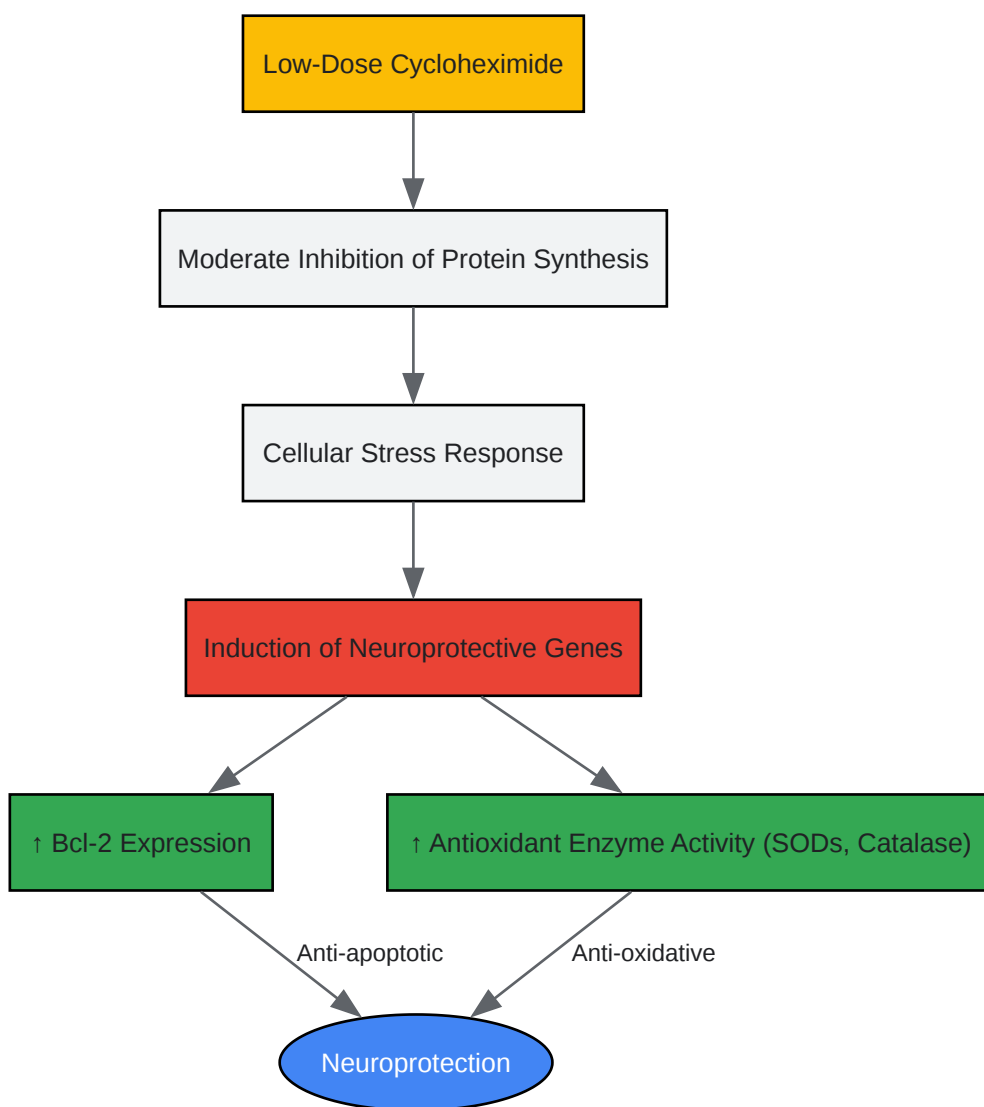 Low-Dose Cycloheximide
Moderate Inhibition of Protein Synthesis
Cellular Stress Response
Induction of Neuroprotective Genes
↑ Bcl-2 Expression
↑ Antioxidant Enzyme Activity (SODs, Catalase)
Anti-apoptotic
Anti-oxidative
Neuroprotection